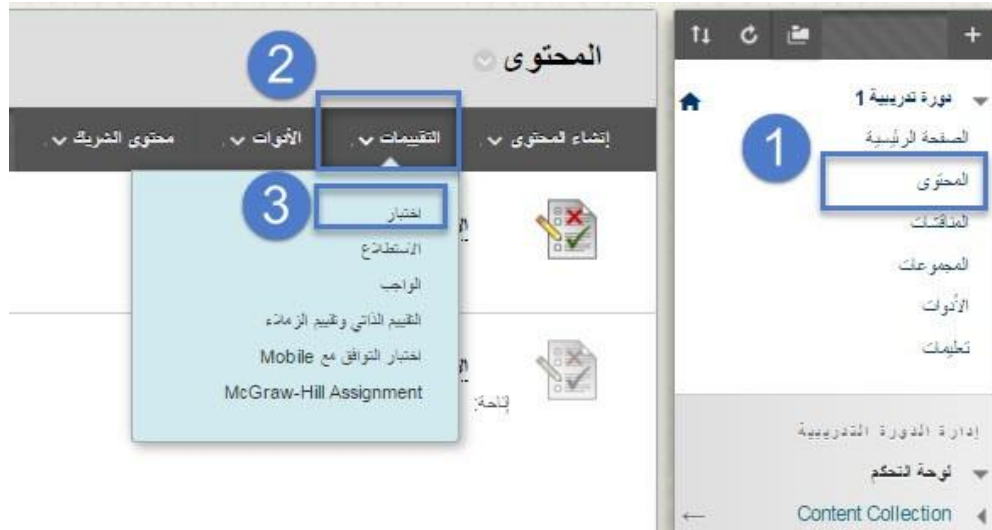 دورة تدريبية 1
الصفحة الرئيسية
1
المحتوى
المناقشات
المجموعات
الأدوات
تعليمات
إدارة الدورة التدريبية
لوحة التحكم
Content Collection
المحتوى
2
إنشاء المحتوى
التقييمات
الأدوات
محتوى الشريك
3
اختبار
الاستطلاع
الواجب
التقييم الذاتي وتقييم الزملاء
اختبار التوافق مع Mobile
McGraw-Hill Assignment
إتاحة: